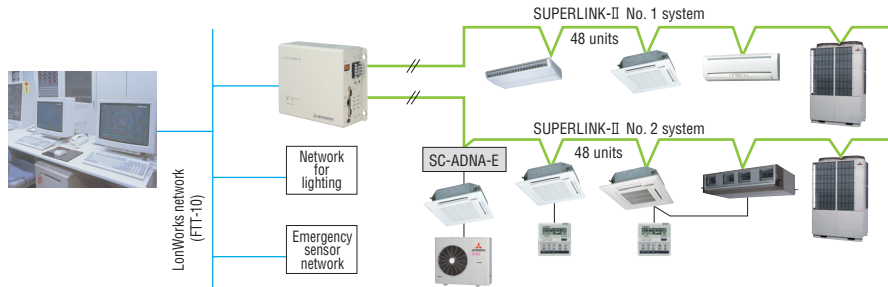 SUPERLINK-II No. 1 system
48 units
SUPERLINK-II No. 2 system
48 units
SC-ADNA-E
Network
for
lighting
Emergency
sensor
network
LonWorks network
(FTT-10)